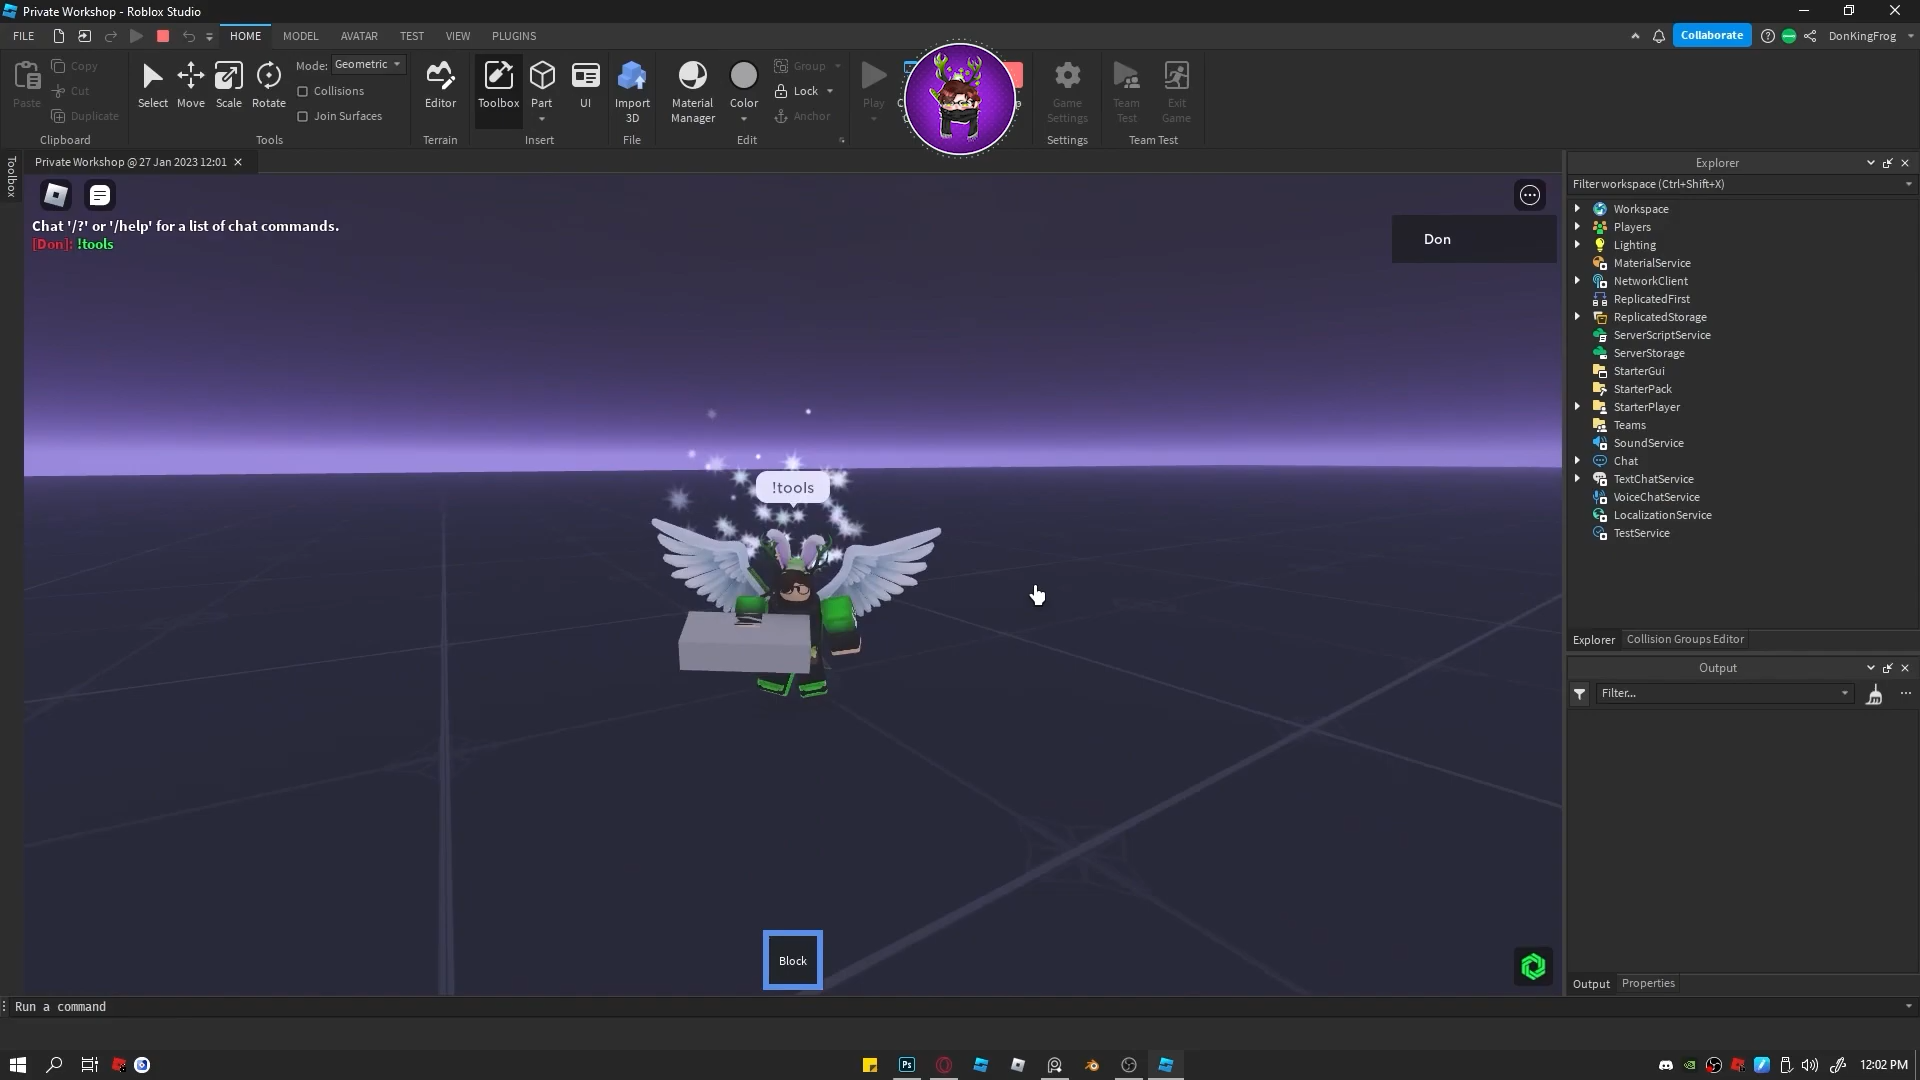 Private Workshop - Roblox Studio
FILE
HOME
MODEL
AVATAR
TEST
VIEW
PLUGINS
Collaborate
DonKingFrog
Paste
Copy
Cut
Duplicate
Clipboard
Select
Move
Scale
Rotate
Mode: Geometric
Collisions
Join Surfaces
Tools
Editor
Terrain
Toolbox
Part
UI
Insert
Import
3D
File
Material
Manager
Color
Group
Lock
Anchor
Edit
Play
Game
Settings
Settings
Team
Test
Exit
Game
Team Test
Toolbox
Private Workshop @ 27 Jan 2023 12:01
Chat '/?' or '/help' for a list of chat commands.
[Don]: !tools
Don
!tools
Block
Explorer
Filter workspace (Ctrl+Shift+X)
Workspace
Players
Lighting
MaterialService
NetworkClient
ReplicatedFirst
ReplicatedStorage
ServerScriptService
ServerStorage
StarterGui
StarterPack
StarterPlayer
Teams
SoundService
Chat
TextChatService
VoiceChatService
LocalizationService
TestService
Explorer
Collision Groups Editor
Output
Filter...
Output
Properties
Run a command
Ps
12:02 PM